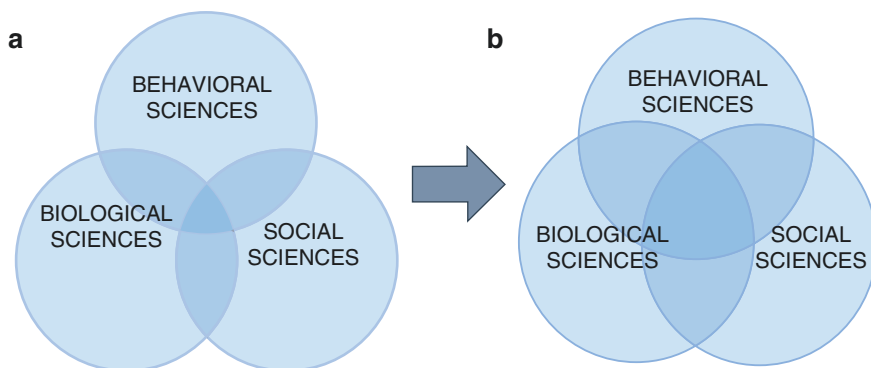 a
BEHAVIORAL
SCIENCES
BIOLOGICAL
SCIENCES
SOCIAL
SCIENCES
b
BEHAVIORAL
SCIENCES
BIOLOGICAL
SCIENCES
SOCIAL
SCIENCES